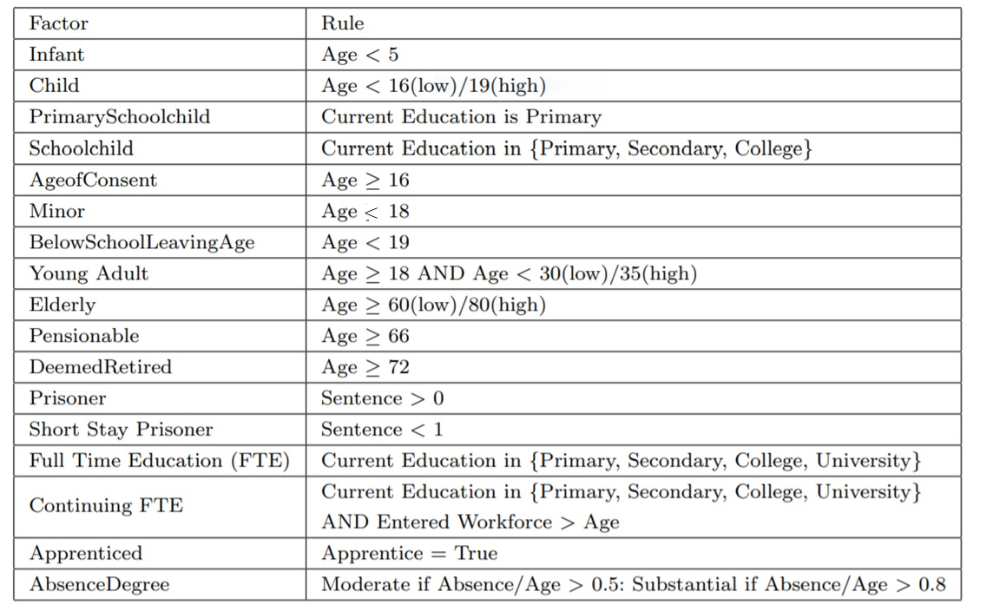 Factor Rule
Infant Age < 5
Child Age < 16(low)/19(high)
PrimarySchoolchild Current Education is Primary
Schoolchild Current Education in {Primary, Secondary, College}
AgeofConsent Age ≥ 16
Minor Age < 18
BelowSchoolLeavingAge Age < 19
Young Adult Age ≥ 18 AND Age < 30(low)/35(high)
Elderly Age ≥ 60(low)/80(high)
Pensionable Age ≥ 66
DeemedRetired Age ≥ 72
Prisoner Sentence > 0
Short Stay Prisoner Sentence < 1
Full Time Education (FTE) Current Education in {Primary, Secondary, College, University}
Continuing FTE Current Education in {Primary, Secondary, College, University}
AND Entered Workforce > Age
Apprenticed Apprentice = True
AbsenceDegree Moderate if Absence/Age > 0.5: Substantial if Absence/Age > 0.8